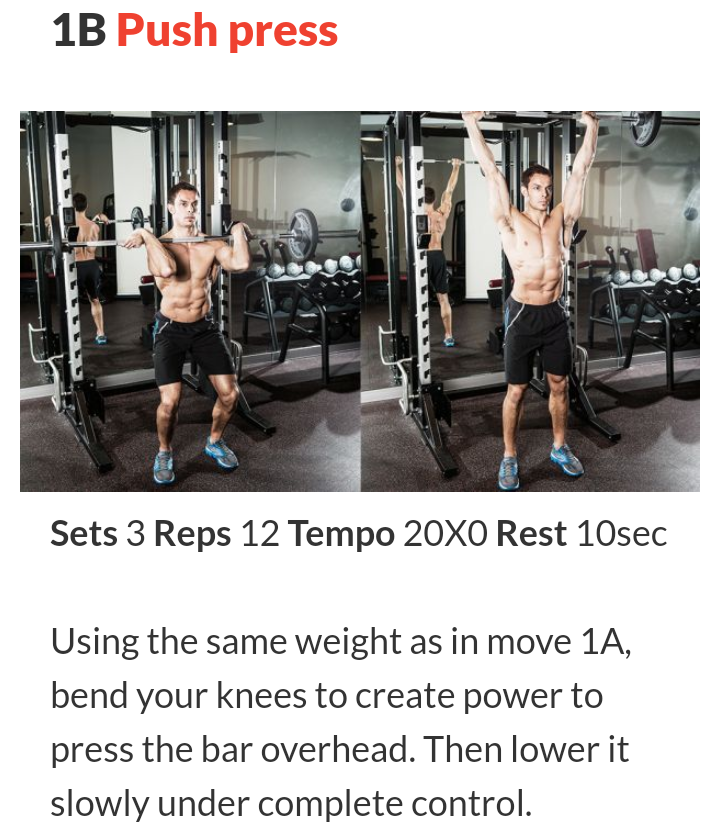 1B Push press
Sets 3 Reps 12 Tempo 20X0 Rest 10sec
Using the same weight as in move 1A,
bend your knees to create power to
press the bar overhead. Then lower it
slowly under complete control.